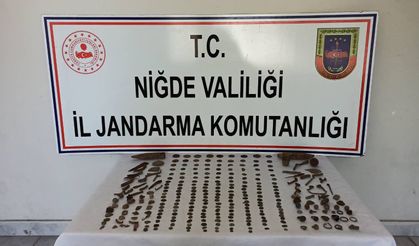 T.C.
NİĞDE VALİLİĞİ
İL JANDARMA KOMUTANLIĞI